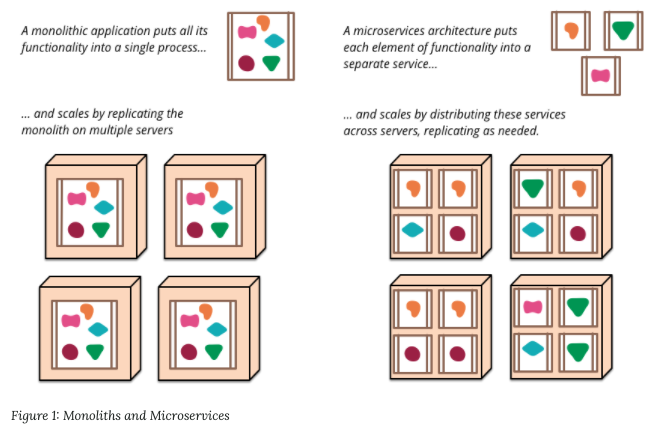 A monolithic application puts all its
functionality into a single process...
... and scales by replicating the
monolith on multiple servers
A microservices architecture puts
each element of functionality into a
separate service...
... and scales by distributing these services
across servers, replicating as needed.
Figure 1: Monoliths and Microservices